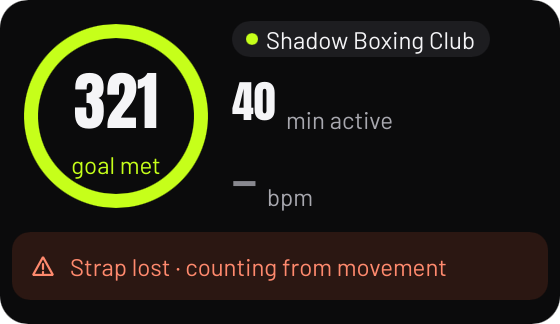 321
goal met
Shadow Boxing Club
40 min active
– bpm
Strap lost · counting from movement